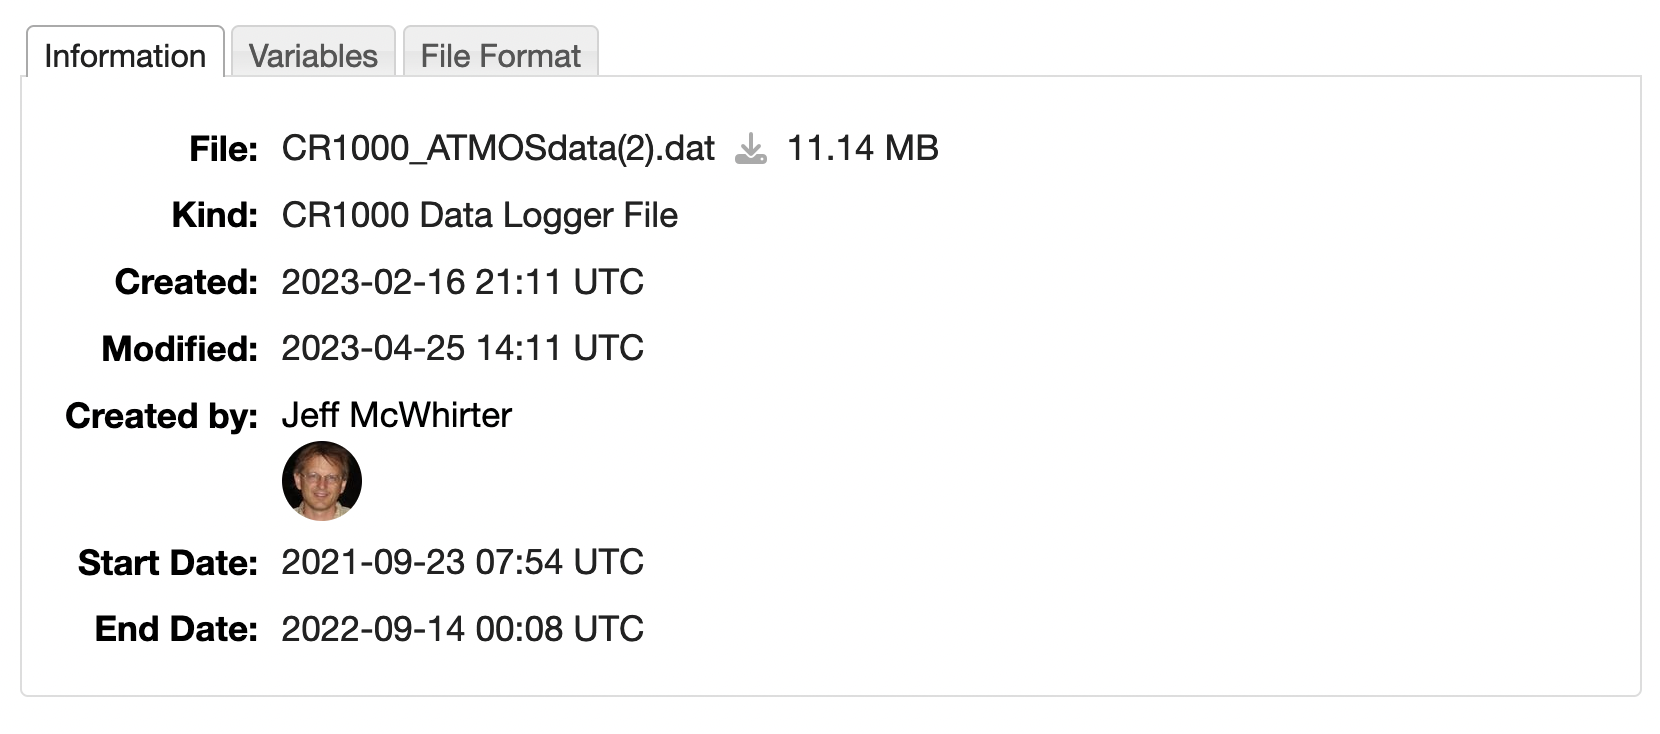 Information Variables File Format
File: CR1000_ATMOSdata(2).dat 11.14 MB
Kind: CR1000 Data Logger File
Created: 2023-02-16 21:11 UTC
Modified: 2023-04-25 14:11 UTC
Created by: Jeff McWhirter
Start Date: 2021-09-23 07:54 UTC
End Date: 2022-09-14 00:08 UTC